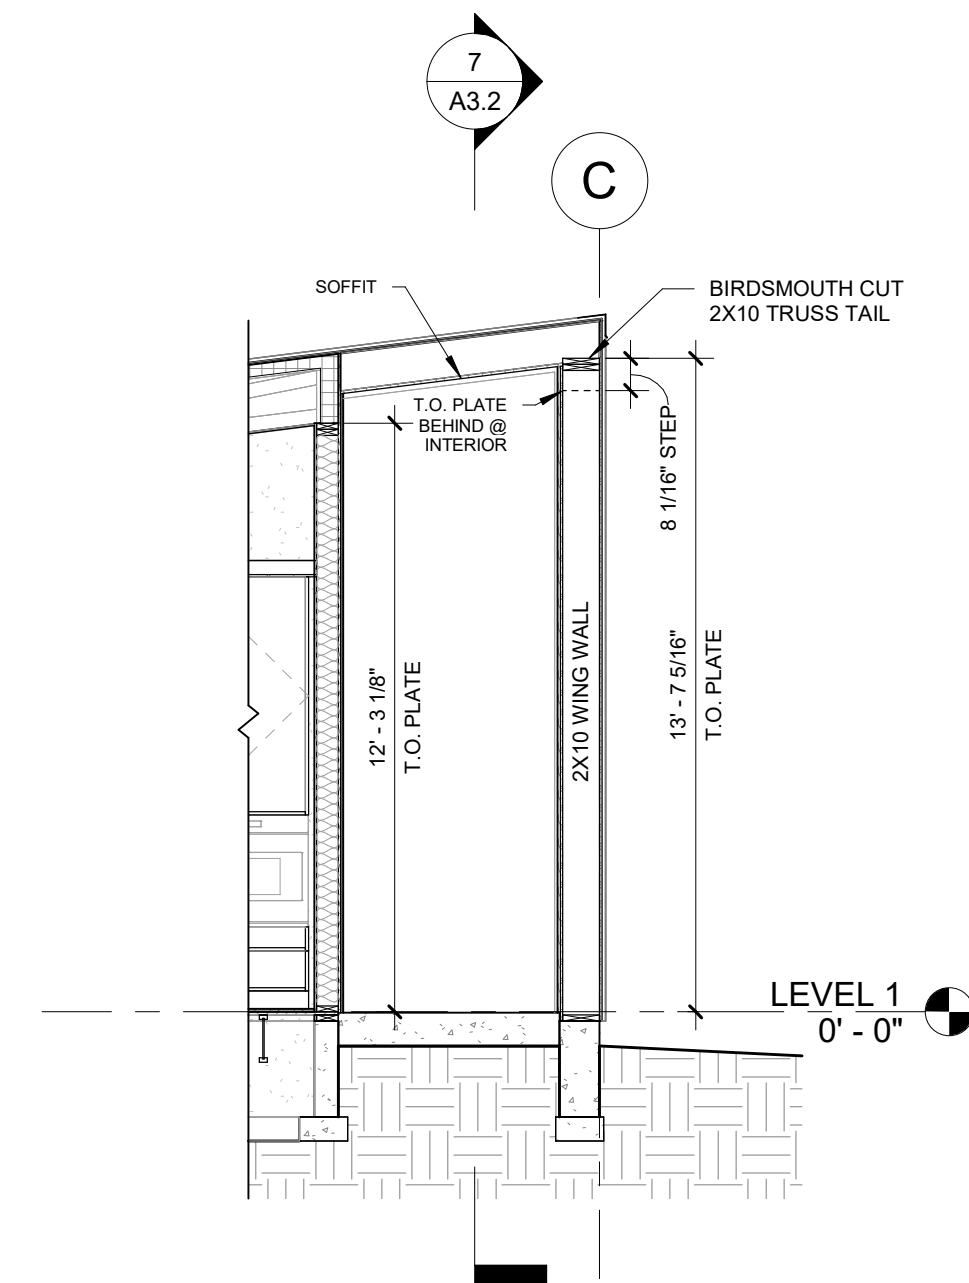 7
A3.2
C
SOFFIT
BIRDSMOUTH CUT
2X10 TRUSS TAIL
T.O. PLATE
BEHIND @
INTERIOR
8 1/16" STEP
12' - 3 1/8"
T.O. PLATE
2X10 WING WALL
13' - 7 5/16"
T.O. PLATE
LEVEL 1
0' - 0"